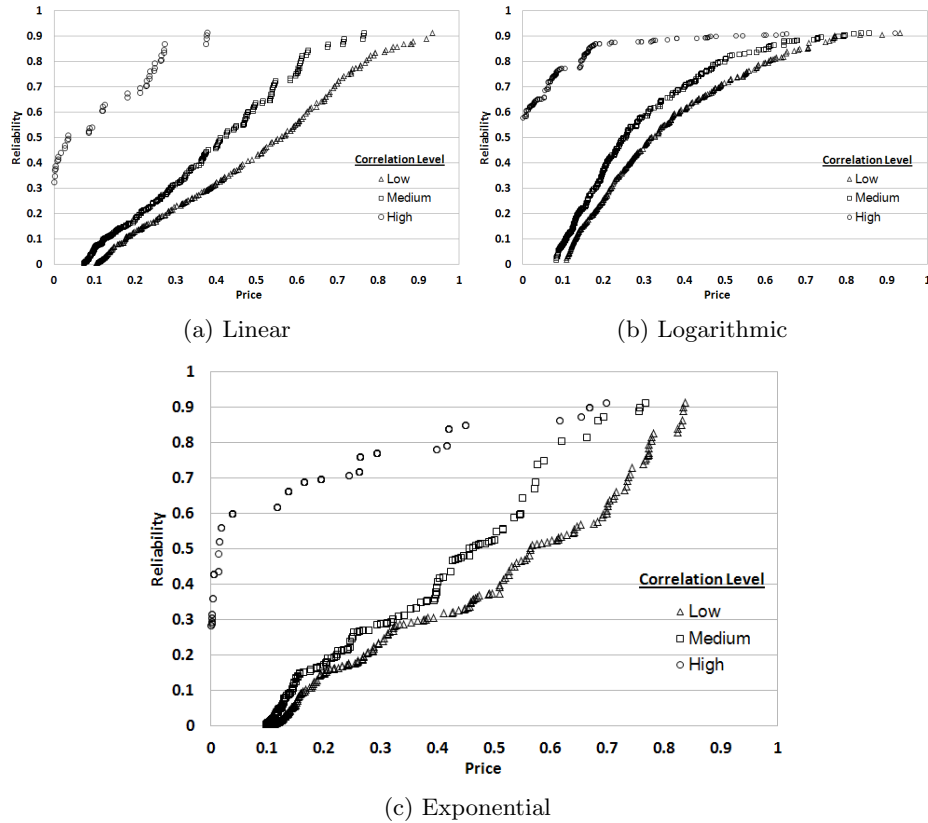 1
0.9
0.8
0.7
0.6
0.5
0.4
0.3
0.2
0.1
0
Reliability
Correlation Level
Low
Medium
High
0 0.1 0.2 0.3 0.4 0.5 0.6 0.7 0.8 0.9 1
Price
(a) Linear
1
0.9
0.8
0.7
0.6
0.5
0.4
0.3
0.2
0.1
0
Reliability
Correlation Level
Low
Medium
High
0 0.1 0.2 0.3 0.4 0.5 0.6 0.7 0.8 0.9 1
Price
(b) Logarithmic
1
0.9
0.8
0.7
0.6
0.5
0.4
0.3
0.2
0.1
0
Reliability
Correlation Level
Low
Medium
High
0 0.1 0.2 0.3 0.4 0.5 0.6 0.7 0.8 0.9 1
Price
(c) Exponential